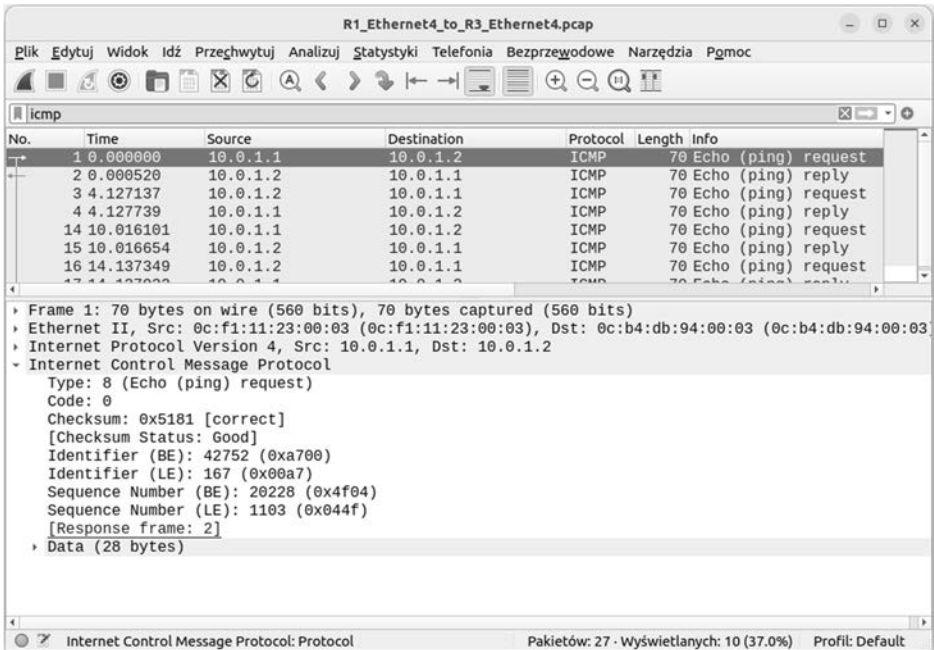 R1_Ethernet4_to_R3_Ethernet4.pcap
Plik Edytuj Widok Idź Przechwytuj Analizuj Statystyki Telefonia Bezprzewodowe Narzędzia Pomoc
icmp
No. Time Source Destination Protocol Length Info
1 0.000000 10.0.1.1 10.0.1.2 ICMP 70 Echo (ping) request
2 0.000520 10.0.1.2 10.0.1.1 ICMP 70 Echo (ping) reply
3 4.127137 10.0.1.2 10.0.1.1 ICMP 70 Echo (ping) request
4 4.127739 10.0.1.1 10.0.1.2 ICMP 70 Echo (ping) reply
14 10.016101 10.0.1.1 10.0.1.2 ICMP 70 Echo (ping) request
15 10.016654 10.0.1.2 10.0.1.1 ICMP 70 Echo (ping) reply
16 14.137349 10.0.1.2 10.0.1.1 ICMP 70 Echo (ping) request
Frame 1: 70 bytes on wire (560 bits), 70 bytes captured (560 bits)
Ethernet II, Src: 0c:f1:11:23:00:03 (0c:f1:11:23:00:03), Dst: 0c:b4:db:94:00:03 (0c:b4:db:94:00:03)
Internet Protocol Version 4, Src: 10.0.1.1, Dst: 10.0.1.2
Internet Control Message Protocol
Type: 8 (Echo (ping) request)
Code: 0
Checksum: 0x5181 [correct]
[Checksum Status: Good]
Identifier (BE): 42752 (0xa700)
Identifier (LE): 167 (0x00a7)
Sequence Number (BE): 20228 (0x4f04)
Sequence Number (LE): 1103 (0x044f)
[Response frame: 2]
Data (28 bytes)
Internet Control Message Protocol: Protocol Pakietów: 27 · Wyświetlanych: 10 (37.0%) Profil: Default